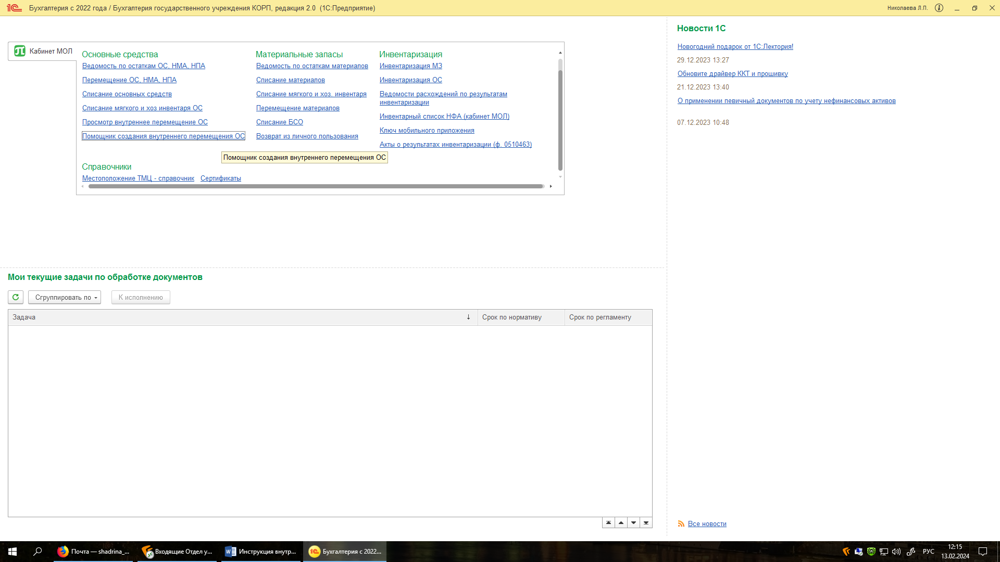 1С Бухгалтерия с 2022 года / Бухгалтерия государственного учреждения КОРП, редакция 2.0 (1С:Предприятие)
Николаева Л.П.
Кабинет МОЛ
Основные средства
Ведомость по остаткам ОС, НМА, НПА
Перемещение ОС, НМА, НПА
Списание основных средств
Списание мягкого и хоз инвентаря ОС
Просмотр внутреннее перемещение ОС
Помощник создания внутреннего перемещения ОС
Материальные запасы
Ведомость по остаткам материалов
Списание материалов
Списание мягкого и хоз. инвентаря
Перемещение материалов
Списание БСО
Возврат из личного пользования
Инвентаризация
Инвентаризация МЗ
Инвентаризация ОС
Ведомости расхождений по результатам
инвентаризации
Инвентарный список НФА (кабинет МОЛ)
Ключ мобильного приложения
Акты о результатах инвентаризации (ф. 0510463)
Помощник создания внутреннего перемещения ОС
Справочники
Местоположение ТМЦ - справочник Сертификаты
Новости 1С
Новогодний подарок от 1С:Лектория!
29.12.2023 13:27
Обновите драйвер ККТ и прошивку
21.12.2023 13:40
О применении певичный документов по учету нефинансовых активов
07.12.2023 10:48
Мои текущие задачи по обработке документов
Сгруппировать по
К исполнению
Задача
Срок по нормативу
Срок по регламенту
Все новости
Почта — shadrina_...
Входящие Отдел у...
Инструкция внутр...
1С Бухгалтерия с 2022...
РУС
12:15
13.02.2024